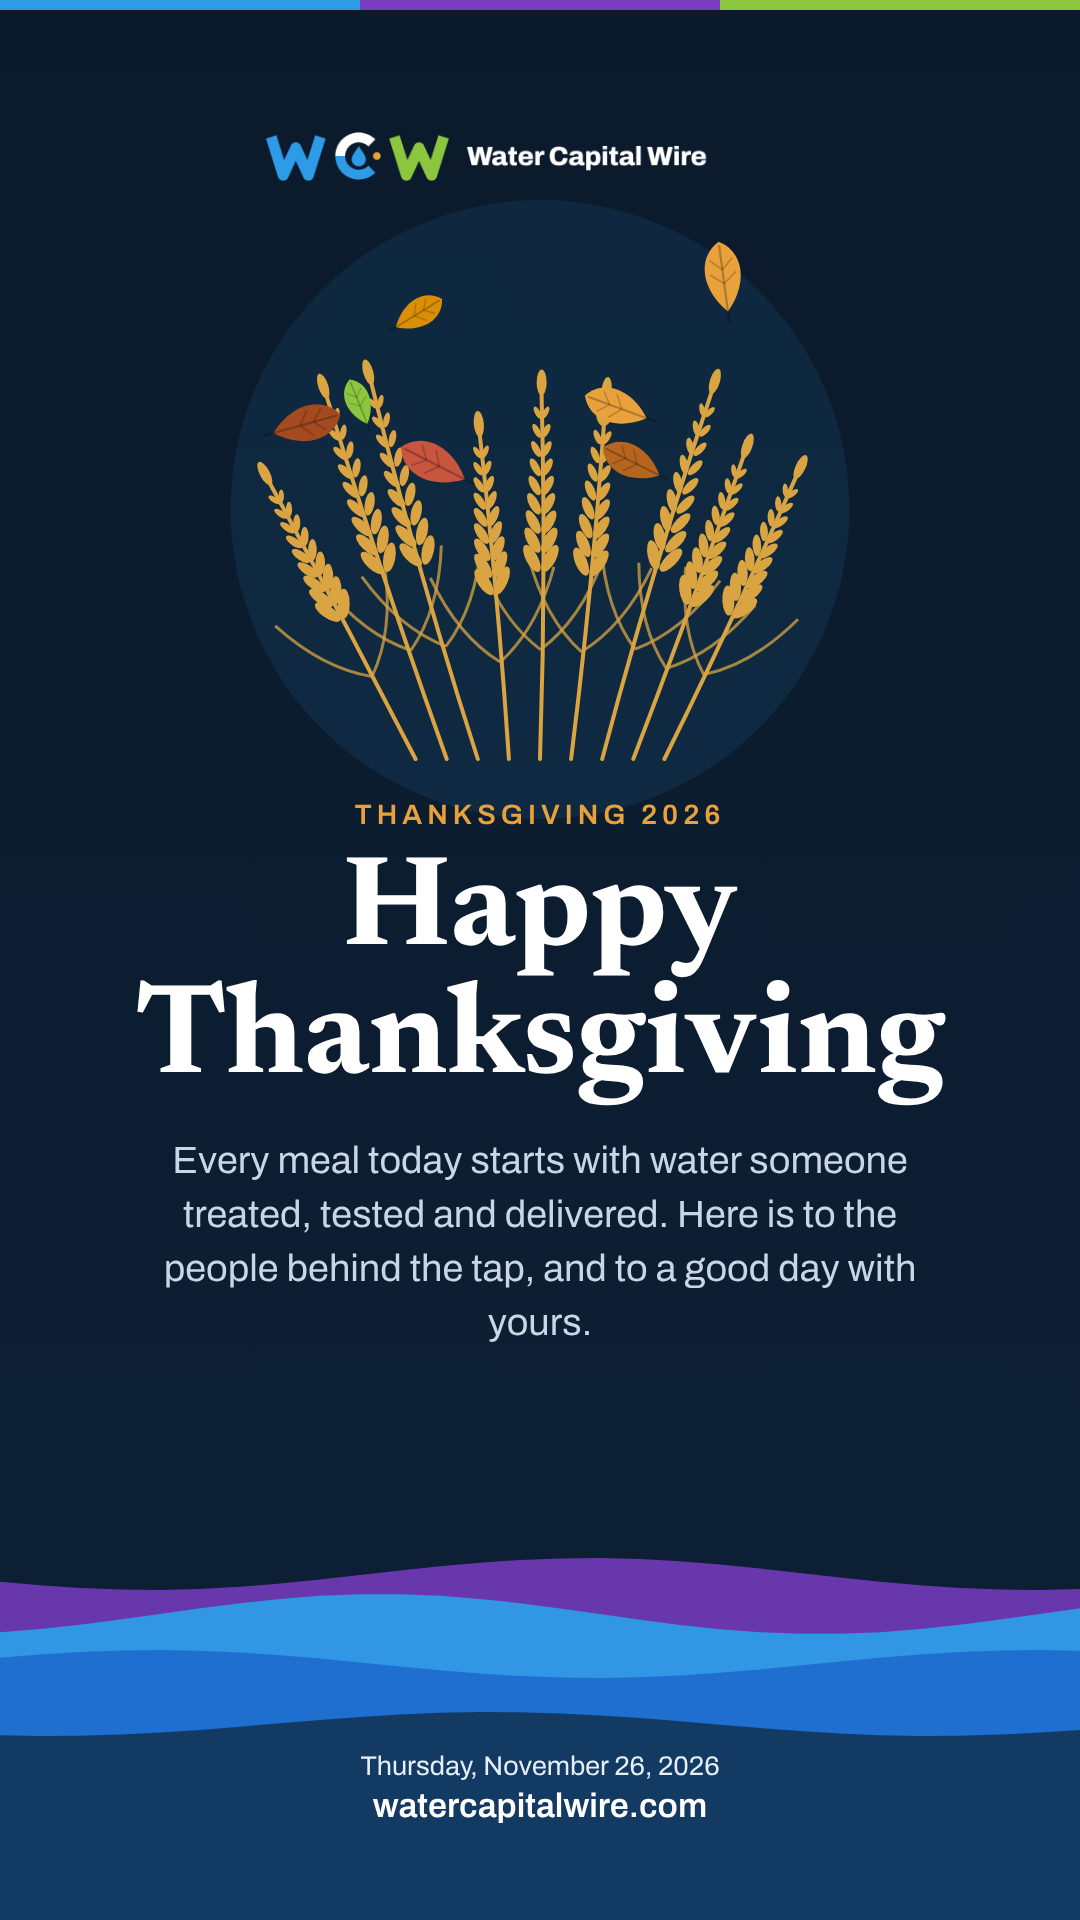 WCW Water Capital Wire
THANKSGIVING 2026
Happy
Thanksgiving
Every meal today starts with water someone
treated, tested and delivered. Here is to the
people behind the tap, and to a good day with
yours.
Thursday, November 26, 2026
watercapitalwire.com